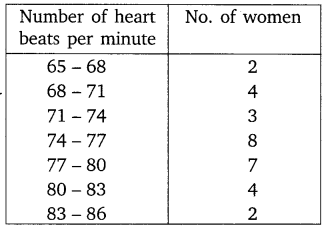 Number of heart No. of women
beats per minute
65 – 68 2
68 – 71 4
71 – 74 3
74 – 77 8
77 – 80 7
80 – 83 4
83 – 86 2